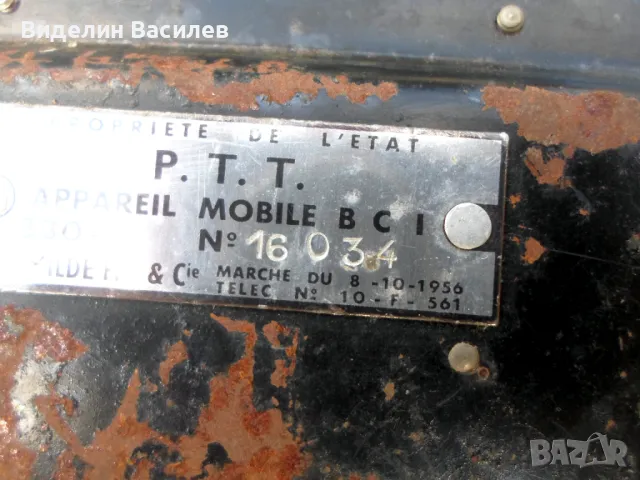 Виделин Василев
PROPRIETE DE L'ETAT
P. T. T.
APPAREIL MOBILE B C I
Nº 16 034
& Cie MARCHE DU 8 -10-1956
TELEC Nº 10 - F - 561
BAZAR